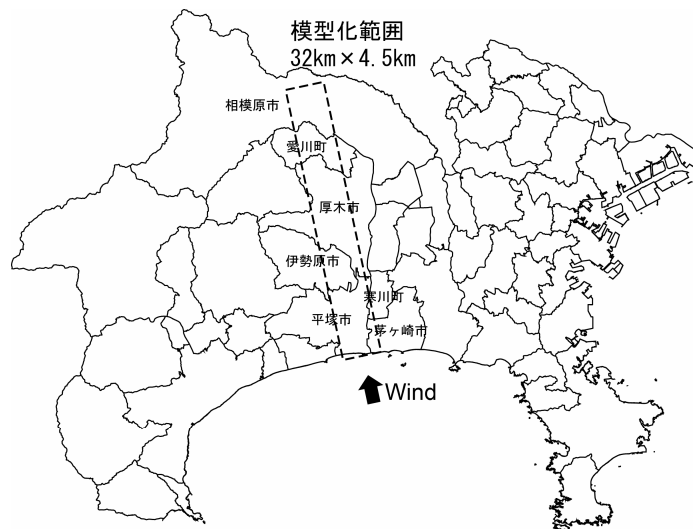 模型化範囲
32km×4.5km
相模原市
愛川町
厚木市
伊勢原市
寒川町
平塚市
茅ヶ崎市
Wind